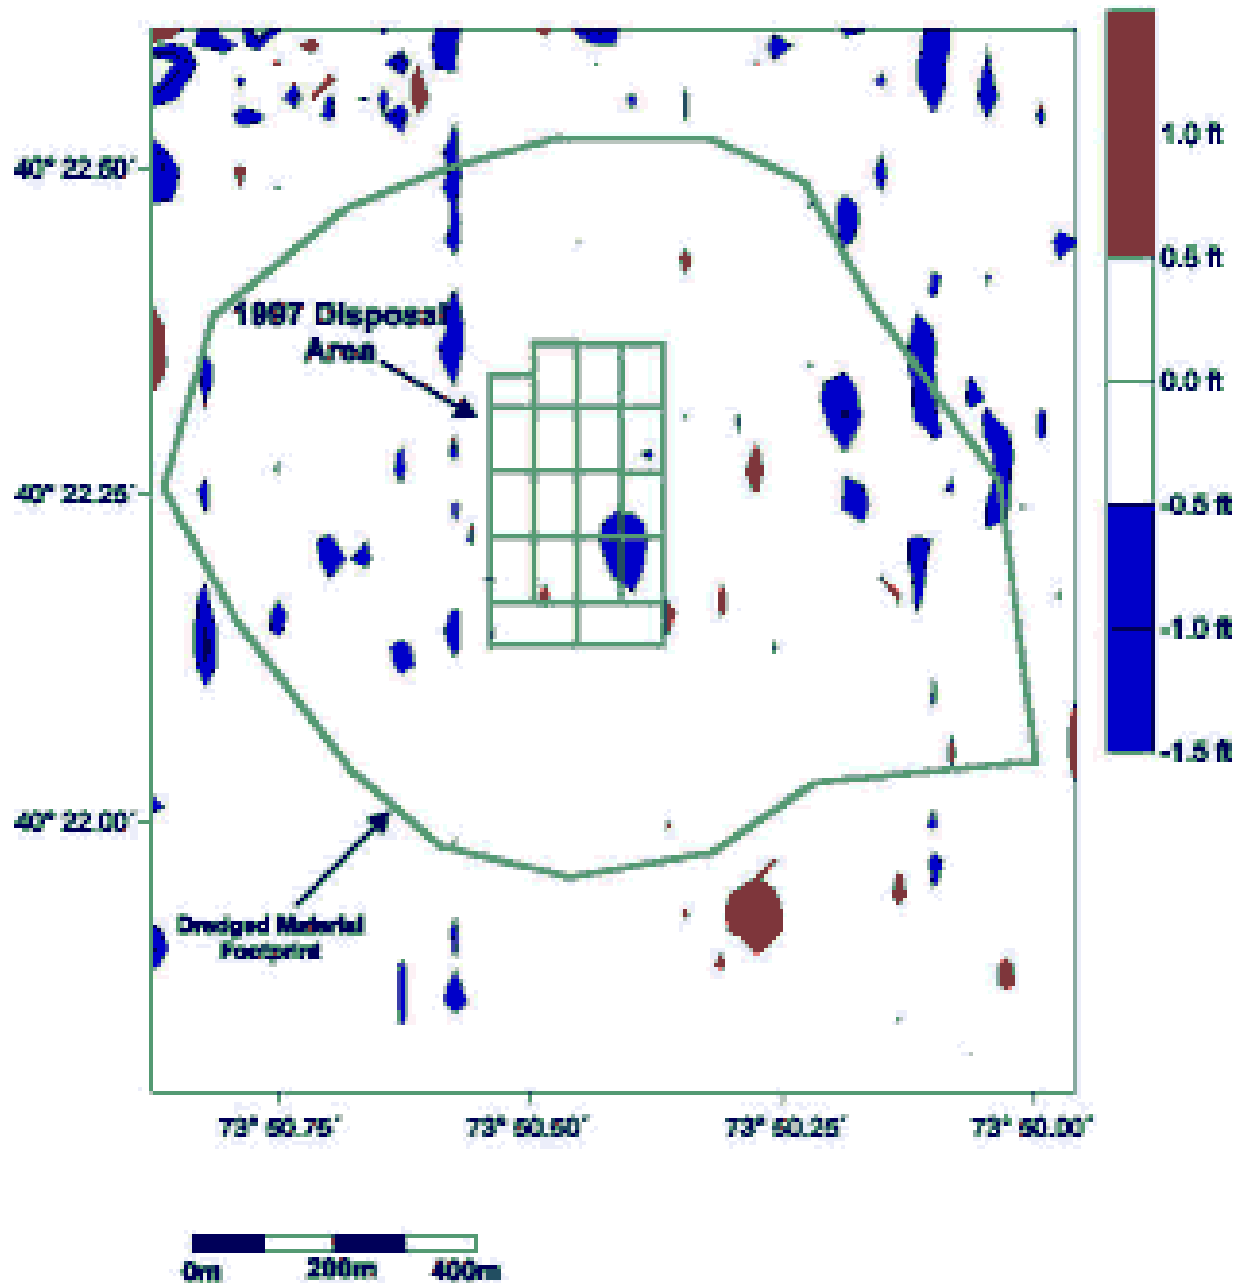 1.0 ft
0.5 ft
0.0 ft
-0.5 ft
-1.0 ft
-1.5 ft
40° 22.50´
40° 22.25´
40° 22.00´
1997 Disposal
Area
Dredged Material
Footprint
73° 50.75´
73° 50.50´
73° 50.25´
73° 50.00´
0m
200m
400m